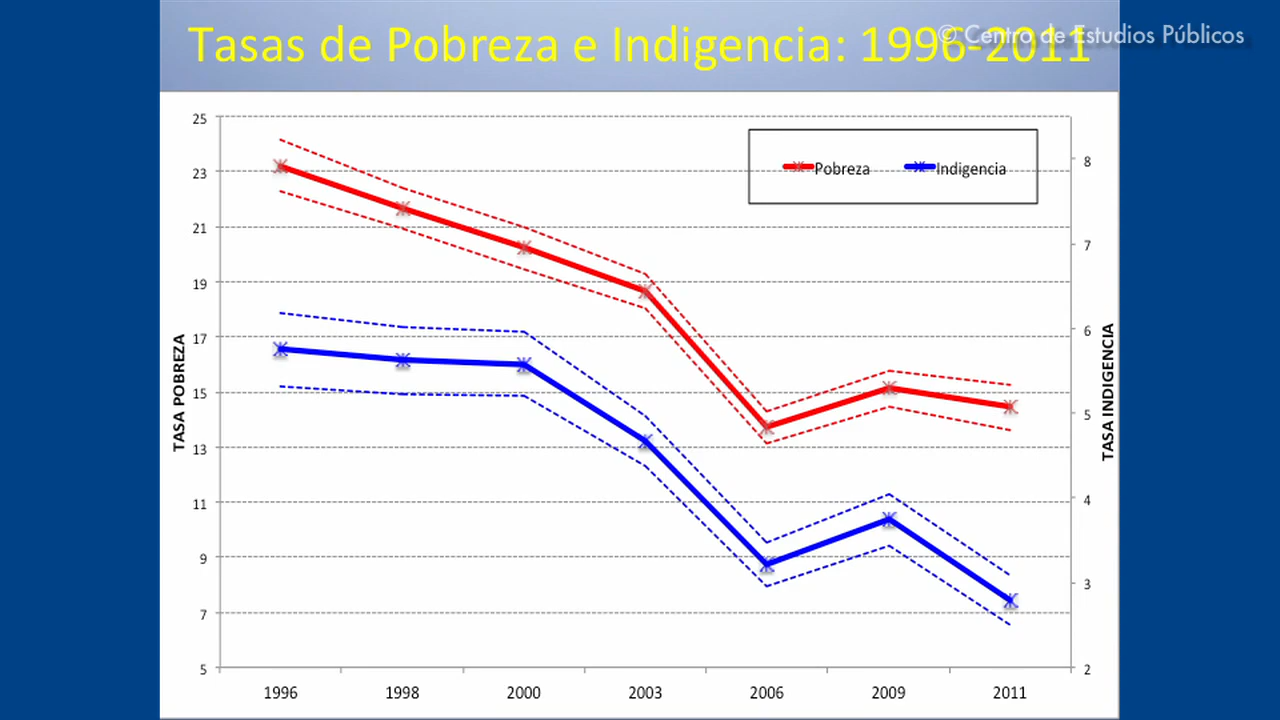 Tasas de Pobreza e Indigencia: 1996-2011
© Centro de Estudios Públicos
25
23
21
19
17
15
13
11
9
7
5
TASA POBREZA
Pobreza
Indigencia
8
7
6
5
4
3
2
TASA INDIGENCIA
1996 1998 2000 2003 2006 2009 2011